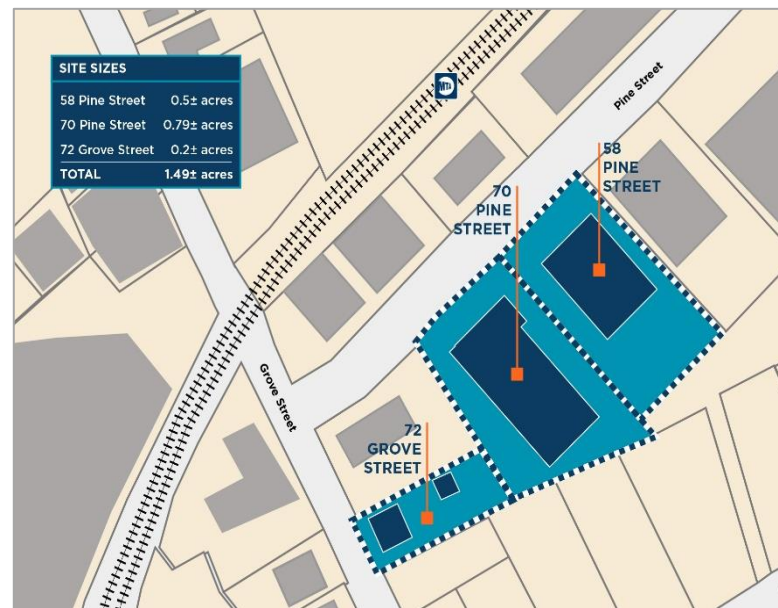 SITE SIZES
58 Pine Street 0.5± acres
70 Pine Street 0.79± acres
72 Grove Street 0.2± acres
TOTAL 1.49± acres
MTA
Pine Street
58
PINE
STREET
70
PINE
STREET
Grove Street
72
GROVE
STREET